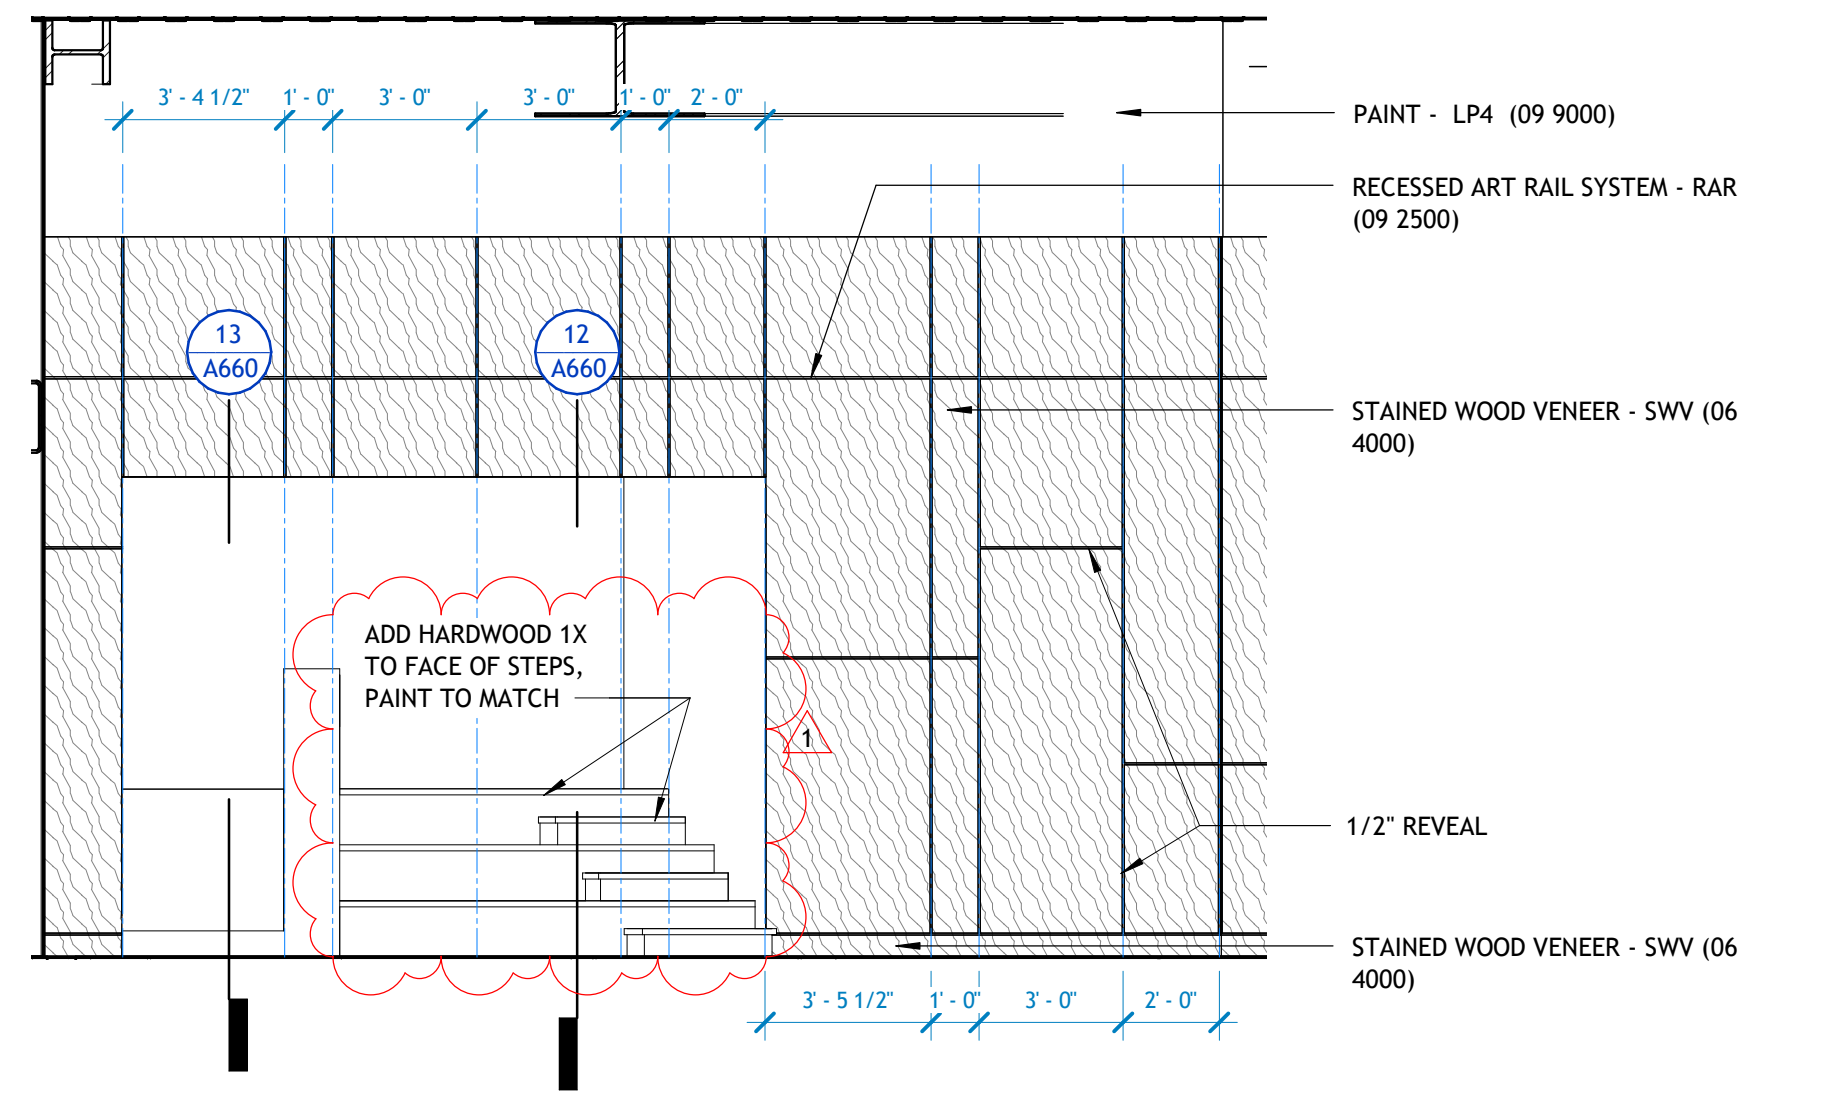 3' - 4 1/2" 1' - 0" 3' - 0" 3' - 0" 1' - 0" 2' - 0"
PAINT - LP4 (09 9000)
RECESSED ART RAIL SYSTEM - RAR
(09 2500)
13
A660
12
A660
STAINED WOOD VENEER - SWV (06
4000)
ADD HARDWOOD 1X
TO FACE OF STEPS,
PAINT TO MATCH
1
1/2" REVEAL
STAINED WOOD VENEER - SWV (06
4000)
3' - 5 1/2" 1' - 0" 3' - 0" 2' - 0"